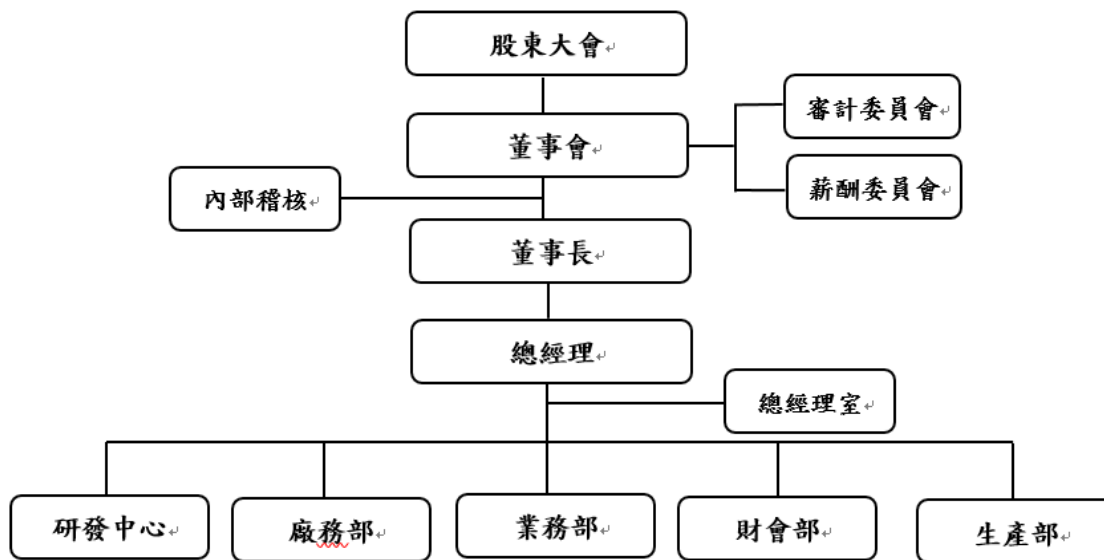 股東大會
審計委員會
董事會
薪酬委員會
內部稽核
董事長
總經理
總經理室
研發中心
廠務部
業務部
財會部
生產部